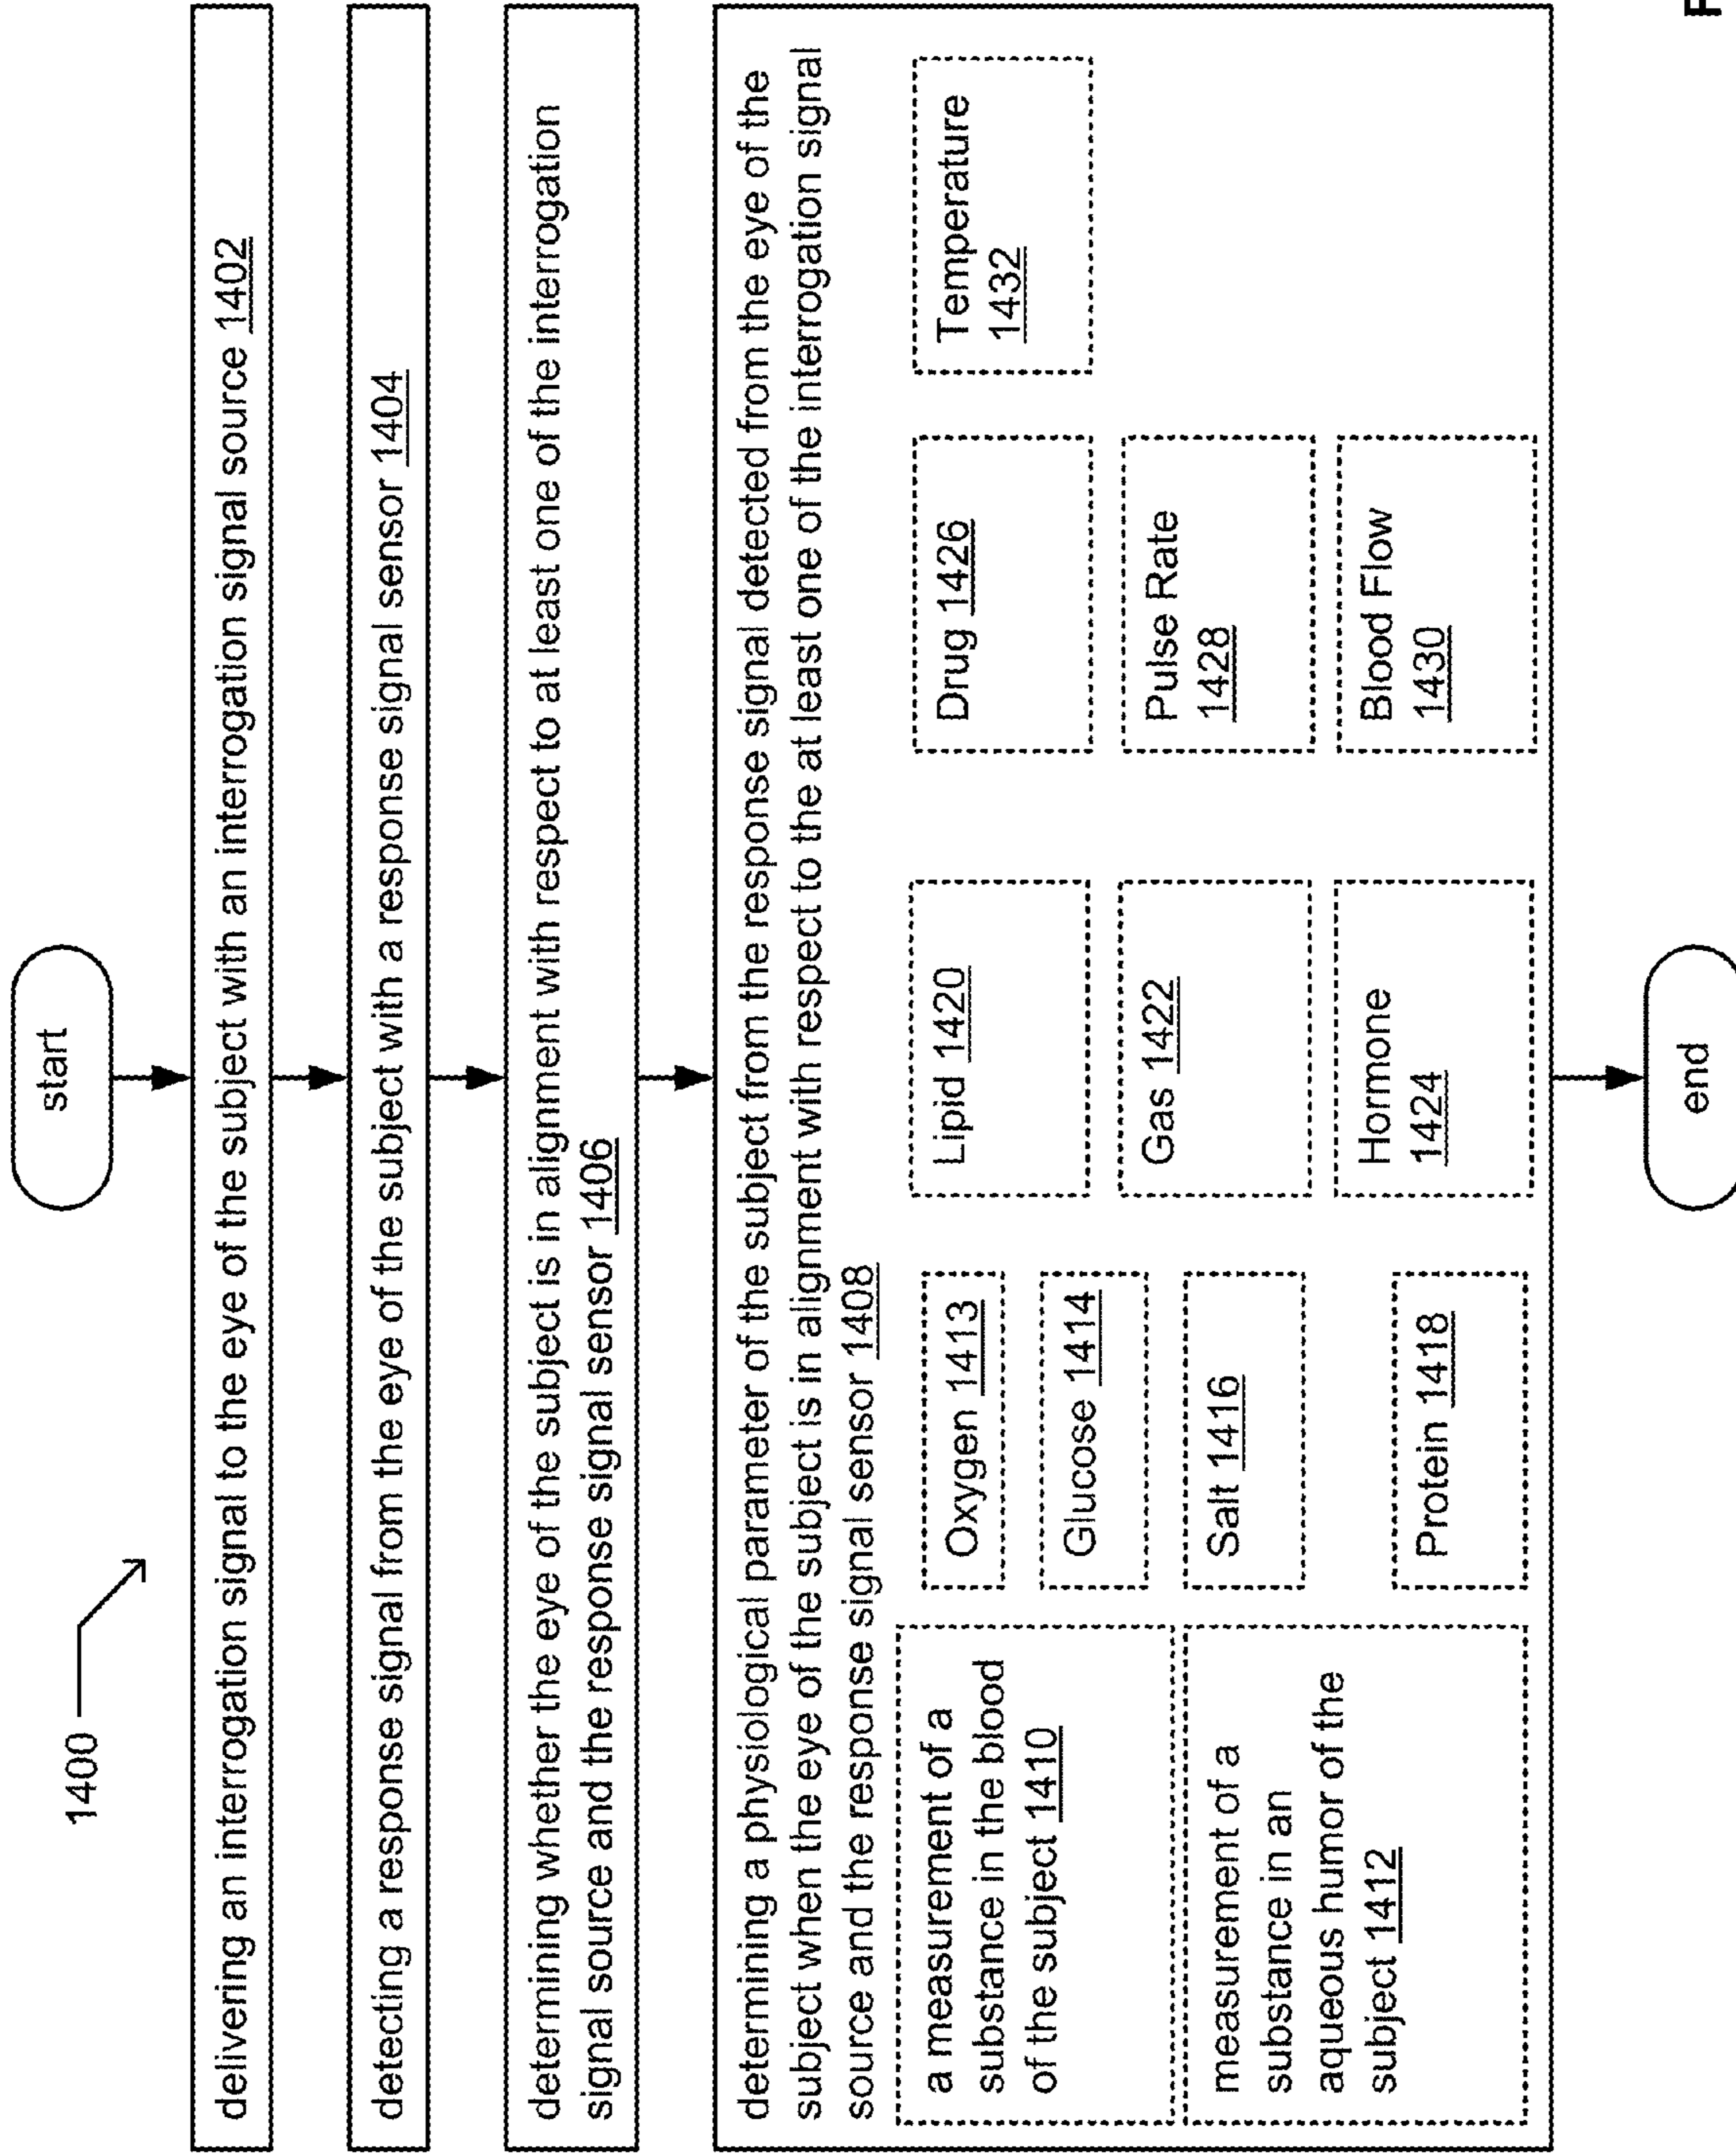 1400
start
delivering an interrogation signal to the eye of the subject with an interrogation signal source 1402
detecting a response signal from the eye of the subject with a response signal sensor 1404
determining whether the eye of the subject is in alignment with respect to at least one of the interrogation
signal source and the response signal sensor 1406
determining a physiological parameter of the subject from the response signal detected from the eye of the
subject when the eye of the subject is in alignment with respect to the at least one of the interrogation signal
source and the response signal sensor 1408
a measurement of a
substance in the blood
of the subject 1410
measurement of a
substance in an
aqueous humor of the
subject 1412
Oxygen 1413
Glucose 1414
Salt 1416
Protein 1418
Lipid 1420
Gas 1422
Hormone
1424
Drug 1426
Pulse Rate
1428
Blood Flow
1430
Temperature
1432
end